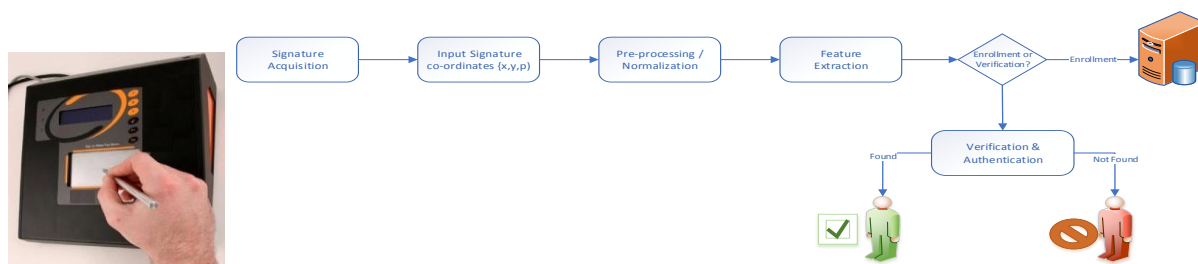 Signature
Acquisition
Input Signature
co-ordinates (x,y,p)
Pre-processing /
Normalization
Feature
Extraction
Enrollment or
Verification?
Enrollment
Verification &
Authentication
Found
Not Found